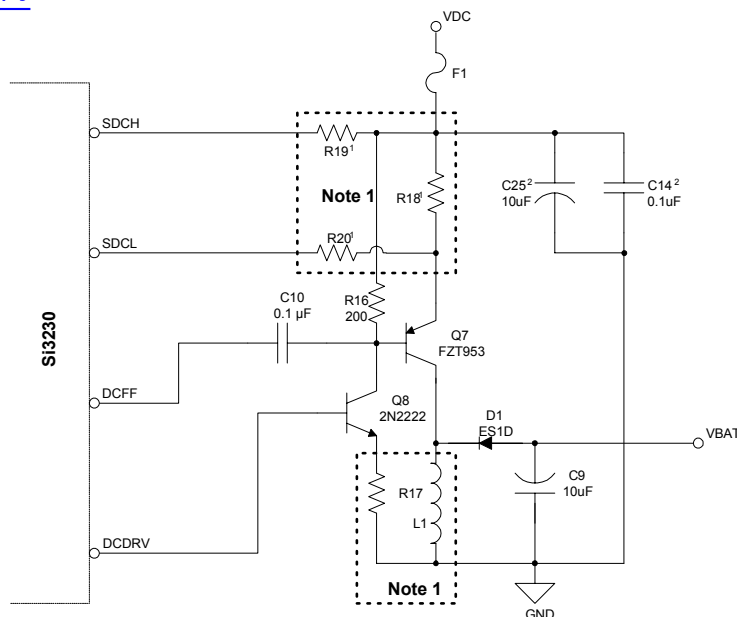 VDC
F1
SDCH
R19¹
Note 1
R18¹
C25²
10uF
C14²
0.1uF
SDCL
R20¹
C10
0.1 µF
R16
200
Q7
FZT953
Si3230
DCFF
Q8
2N2222
D1
ES1D
VBAT
C9
10uF
R17
L1
DCDRV
Note 1
GND